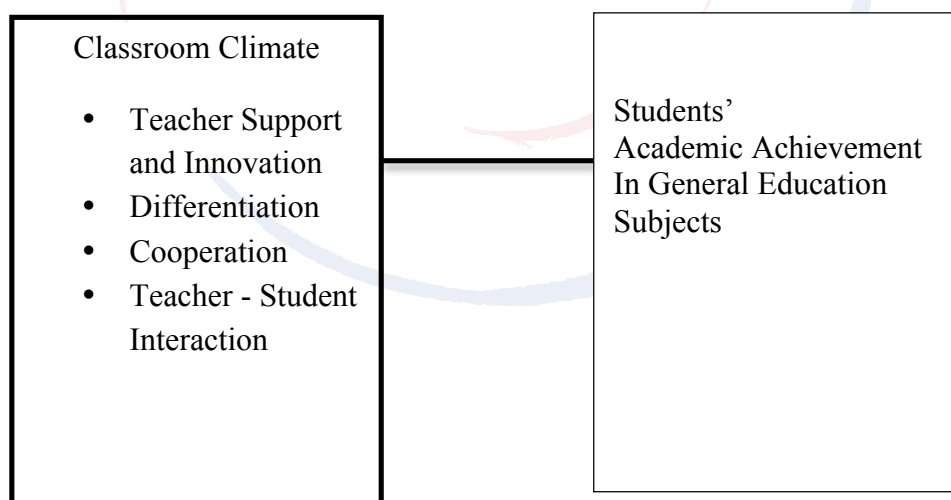 Classroom Climate
• Teacher Support
and Innovation
• Differentiation
• Cooperation
• Teacher - Student
Interaction
Students’
Academic Achievement
In General Education
Subjects